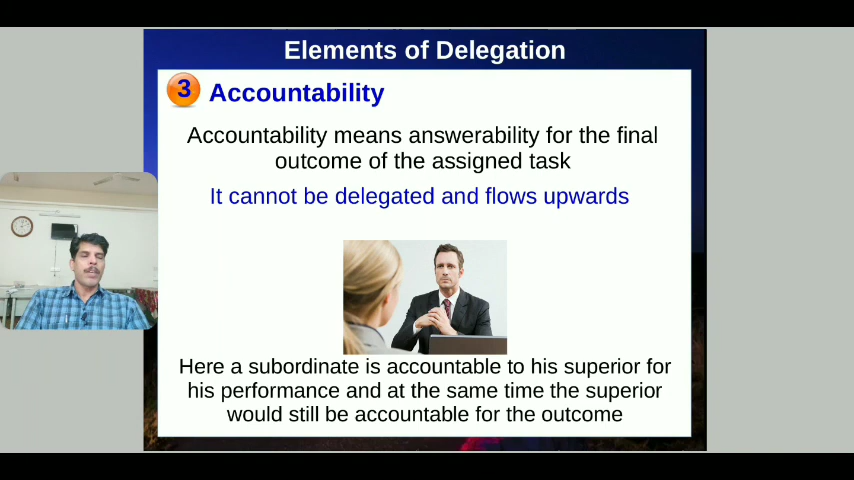 Elements of Delegation
3 Accountability
Accountability means answerability for the final
outcome of the assigned task
It cannot be delegated and flows upwards
Here a subordinate is accountable to his superior for
his performance and at the same time the superior
would still be accountable for the outcome